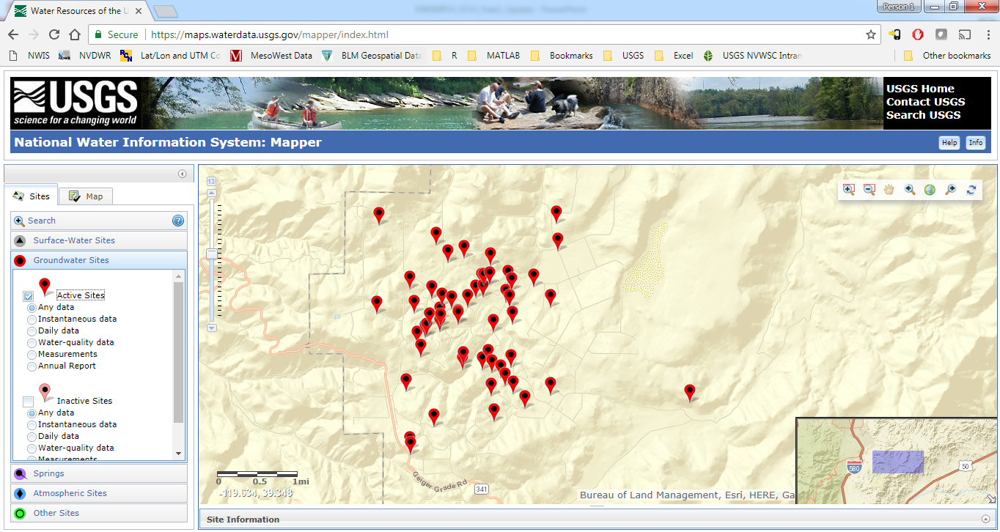 Water Resources of the U
Person 1
Secure
https://maps.waterdata.usgs.gov/mapper/index.html
NWIS
NVDWR
Lat/Lon and UTM Co
MesoWest Data
BLM Geospatial Data
R
MATLAB
Bookmarks
USGS
Excel
USGS NVWSC Intran
Other bookmarks
USGS
science for a changing world
USGS Home
Contact USGS
Search USGS
National Water Information System: Mapper
Help
Info
Sites
Map
Search
Surface-Water Sites
Groundwater Sites
Active Sites
Any data
Instantaneous data
Daily data
Water-quality data
Measurements
Annual Report
Inactive Sites
Any data
Instantaneous data
Daily data
Water-quality data
Measurements
Springs
Atmospheric Sites
Other Sites
13
0 0.5 1mi
-119.634, 39.348
Geiger Grade Rd
341
Bureau of Land Management, Esri, HERE, Ga
580
50
Site Information